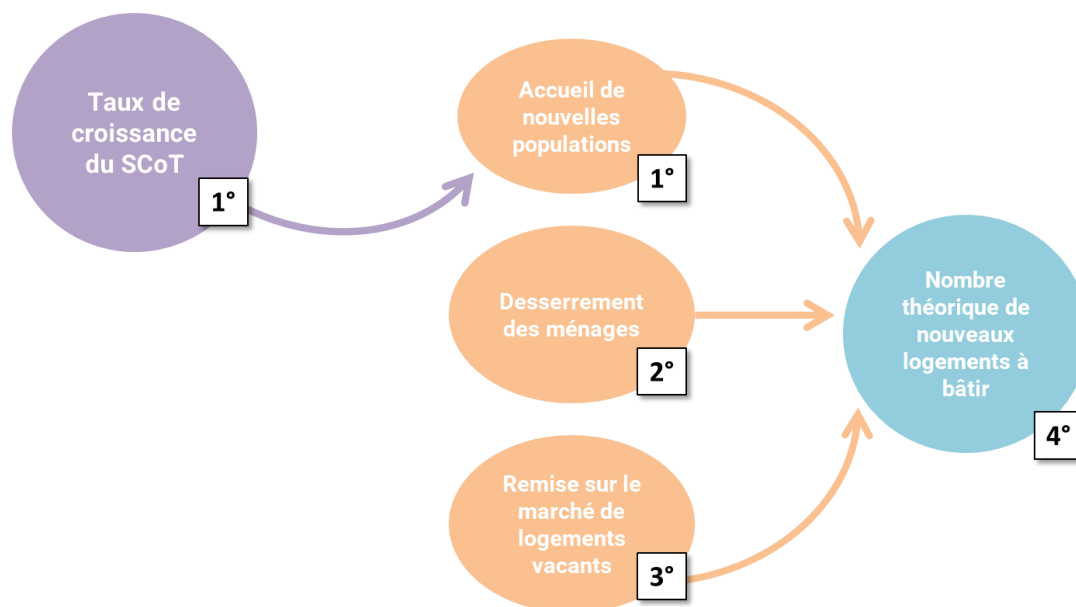 Taux de
croissance
du SCoT
1°
Accueil de
nouvelles
populations
1°
Desserrement
des ménages
2°
Remise sur le
marché de
logements
vacants
3°
Nombre
théorique de
nouveaux
logements à
bâtir
4°